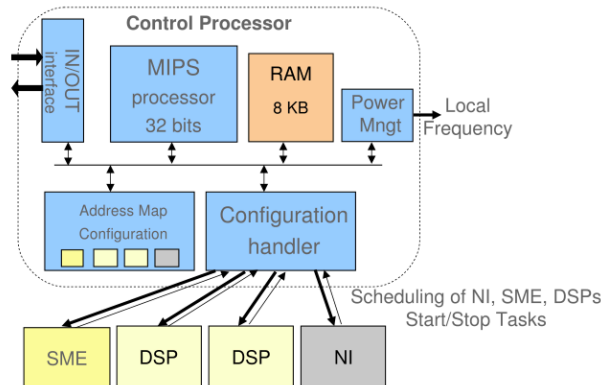 Control Processor
IN/OUT
interface
MIPS
processor
32 bits
RAM
8 KB
Power
Mngt
Local
Frequency
Address Map
Configuration
Configuration
handler
Scheduling of NI, SME, DSPs
Start/Stop Tasks
SME
DSP
DSP
NI